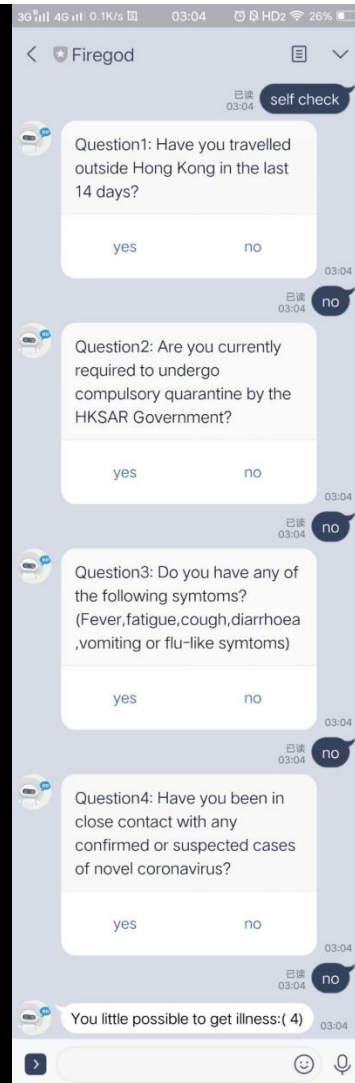 3G 4G 0.1K/s 03:04 HD2 26%
Firegod
已读
03:04
self check
Question1: Have you travelled
outside Hong Kong in the last
14 days?
yes no
03:04
已读
03:04
no
Question2: Are you currently
required to undergo
compulsory quarantine by the
HKSAR Government?
yes no
03:04
已读
03:04
no
Question3: Do you have any of
the following symtoms?
(Fever,fatigue,cough,diarrhoea
,vomiting or flu-like symtoms)
yes no
03:04
已读
03:04
no
Question4: Have you been in
close contact with any
confirmed or suspected cases
of novel coronavirus?
yes no
03:04
已读
03:04
no
You little possible to get illness:( 4)
03:04